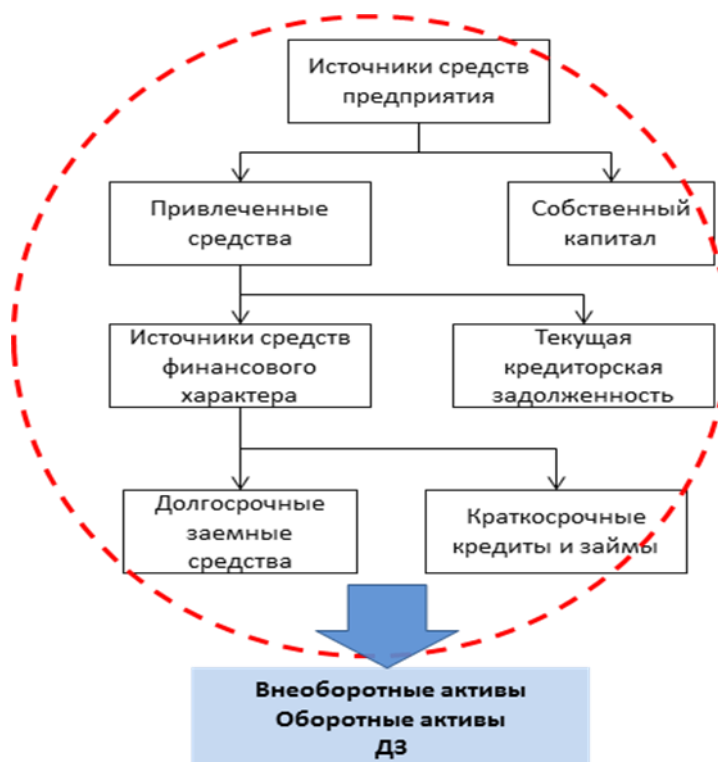 Источники средств
предприятия
Привлеченные
средства
Собственный
капитал
Источники средств
финансового
характера
Текущая
кредиторская
задолженность
Долгосрочные
заемные
средства
Краткосрочные
кредиты и займы
Внеоборотные активы
Оборотные активы
ДЗ